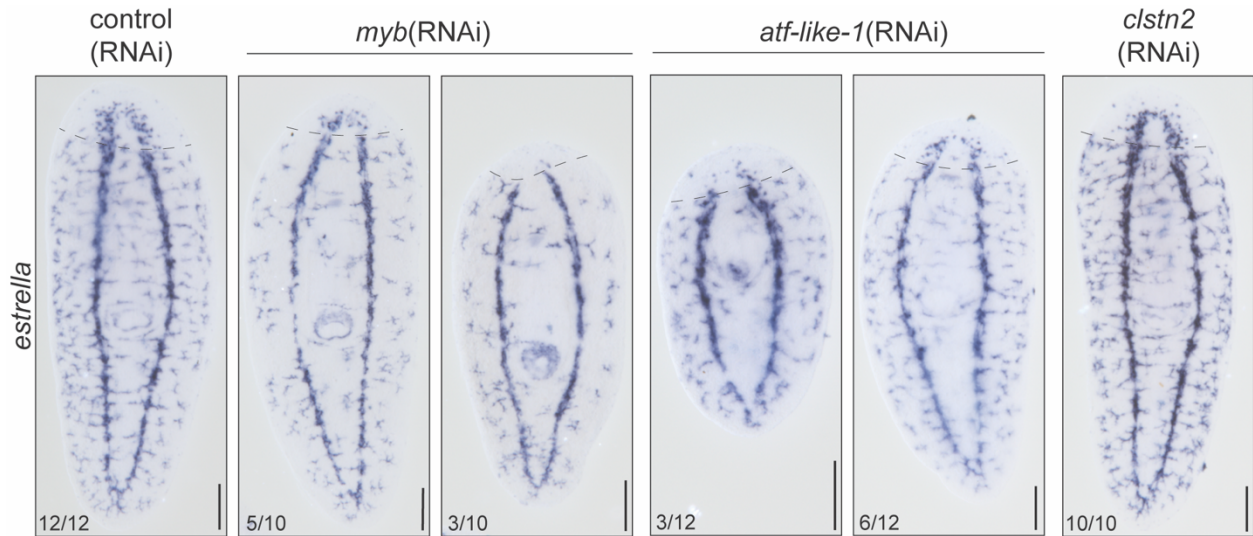 control
(RNAi)
myb(RNAi)
atf-like-1(RNAi)
clstn2
(RNAi)
estrella
12/12
5/10
3/10
3/12
6/12
10/10